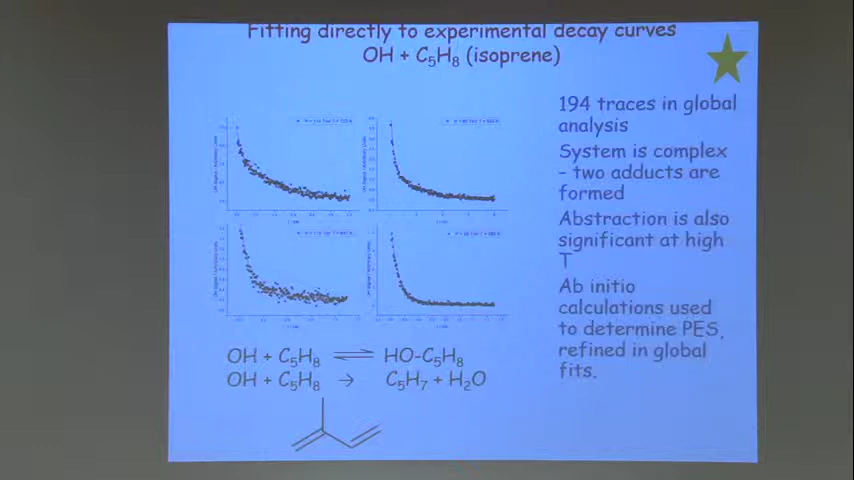 Fitting directly to experimental decay curves
OH + C₅H₈ (isoprene)
194 traces in global
analysis
System is complex
– two adducts are
formed
Abstraction is also
significant at high
T
Ab initio
calculations used
to determine PES,
refined in global
fits.
OH + C₅H₈ ⇌ HO-C₅H₈
OH + C₅H₈ → C₅H₇ + H₂O